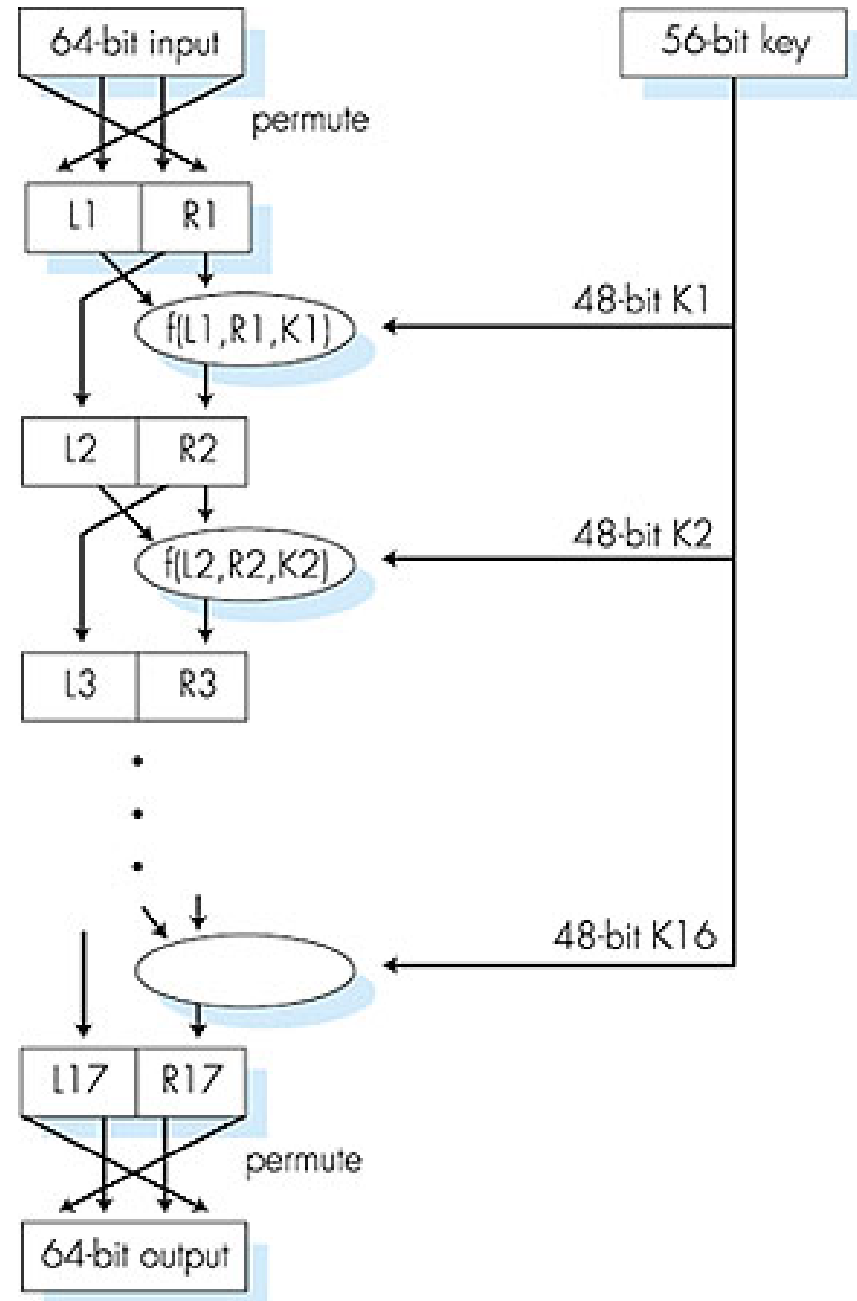 64-bit input
56-bit key
permute
L1 R1
48-bit K1
f(L1,R1,K1)
L2 R2
48-bit K2
f(L2,R2,K2)
L3 R3
48-bit K16
L17 R17
permute
64-bit output